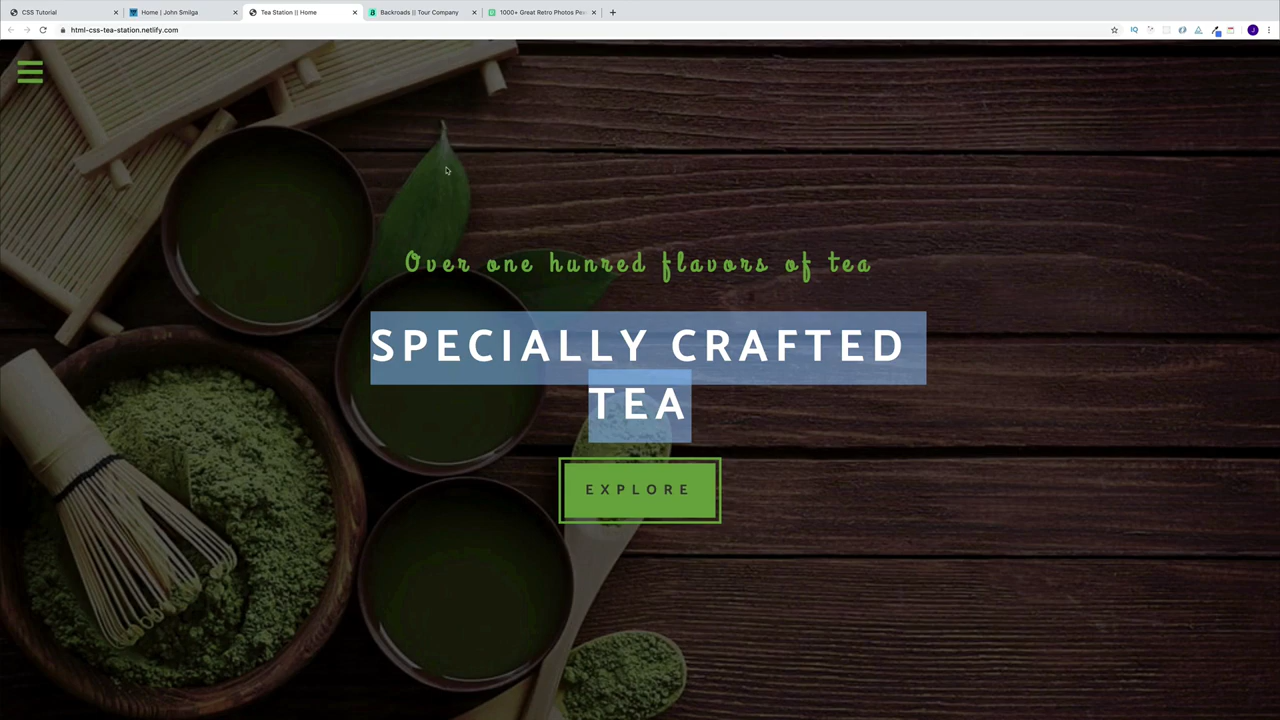 CSS Tutorial
Home | John Smilga
Tea Station || Home
Backroads || Tour Company
1000+ Great Retro Photos Pex
html-css-tea-station.netlify.com
Over one hunred flavors of tea
SPECIALLY CRAFTED
TEA
EXPLORE